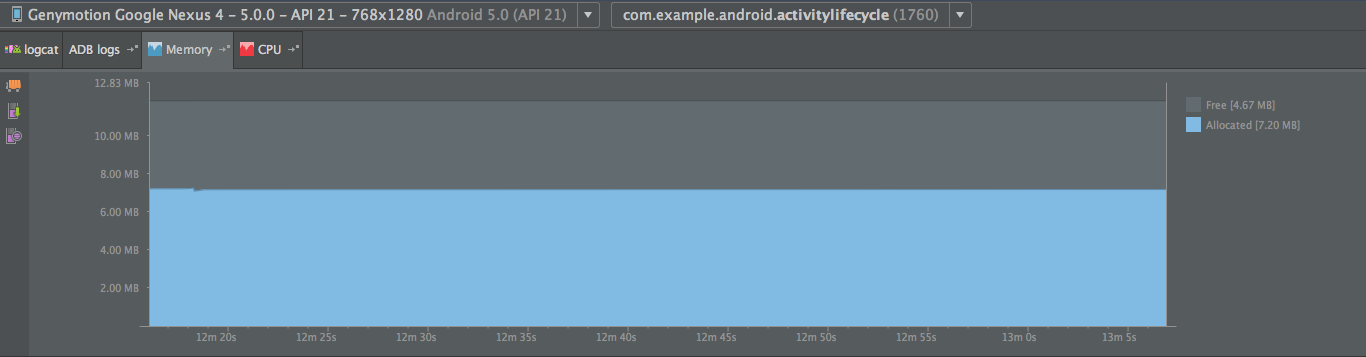 Genymotion Google Nexus 4 – 5.0.0 – API 21 – 768x1280 Android 5.0 (API 21)
com.example.android.activitylifecycle (1760)
logcat
ADB logs
Memory
CPU
12.83 MB
10.00 MB
8.00 MB
6.00 MB
4.00 MB
2.00 MB
Free [4.67 MB]
Allocated [7.20 MB]
12m 20s
12m 25s
12m 30s
12m 35s
12m 40s
12m 45s
12m 50s
12m 55s
13m 0s
13m 5s